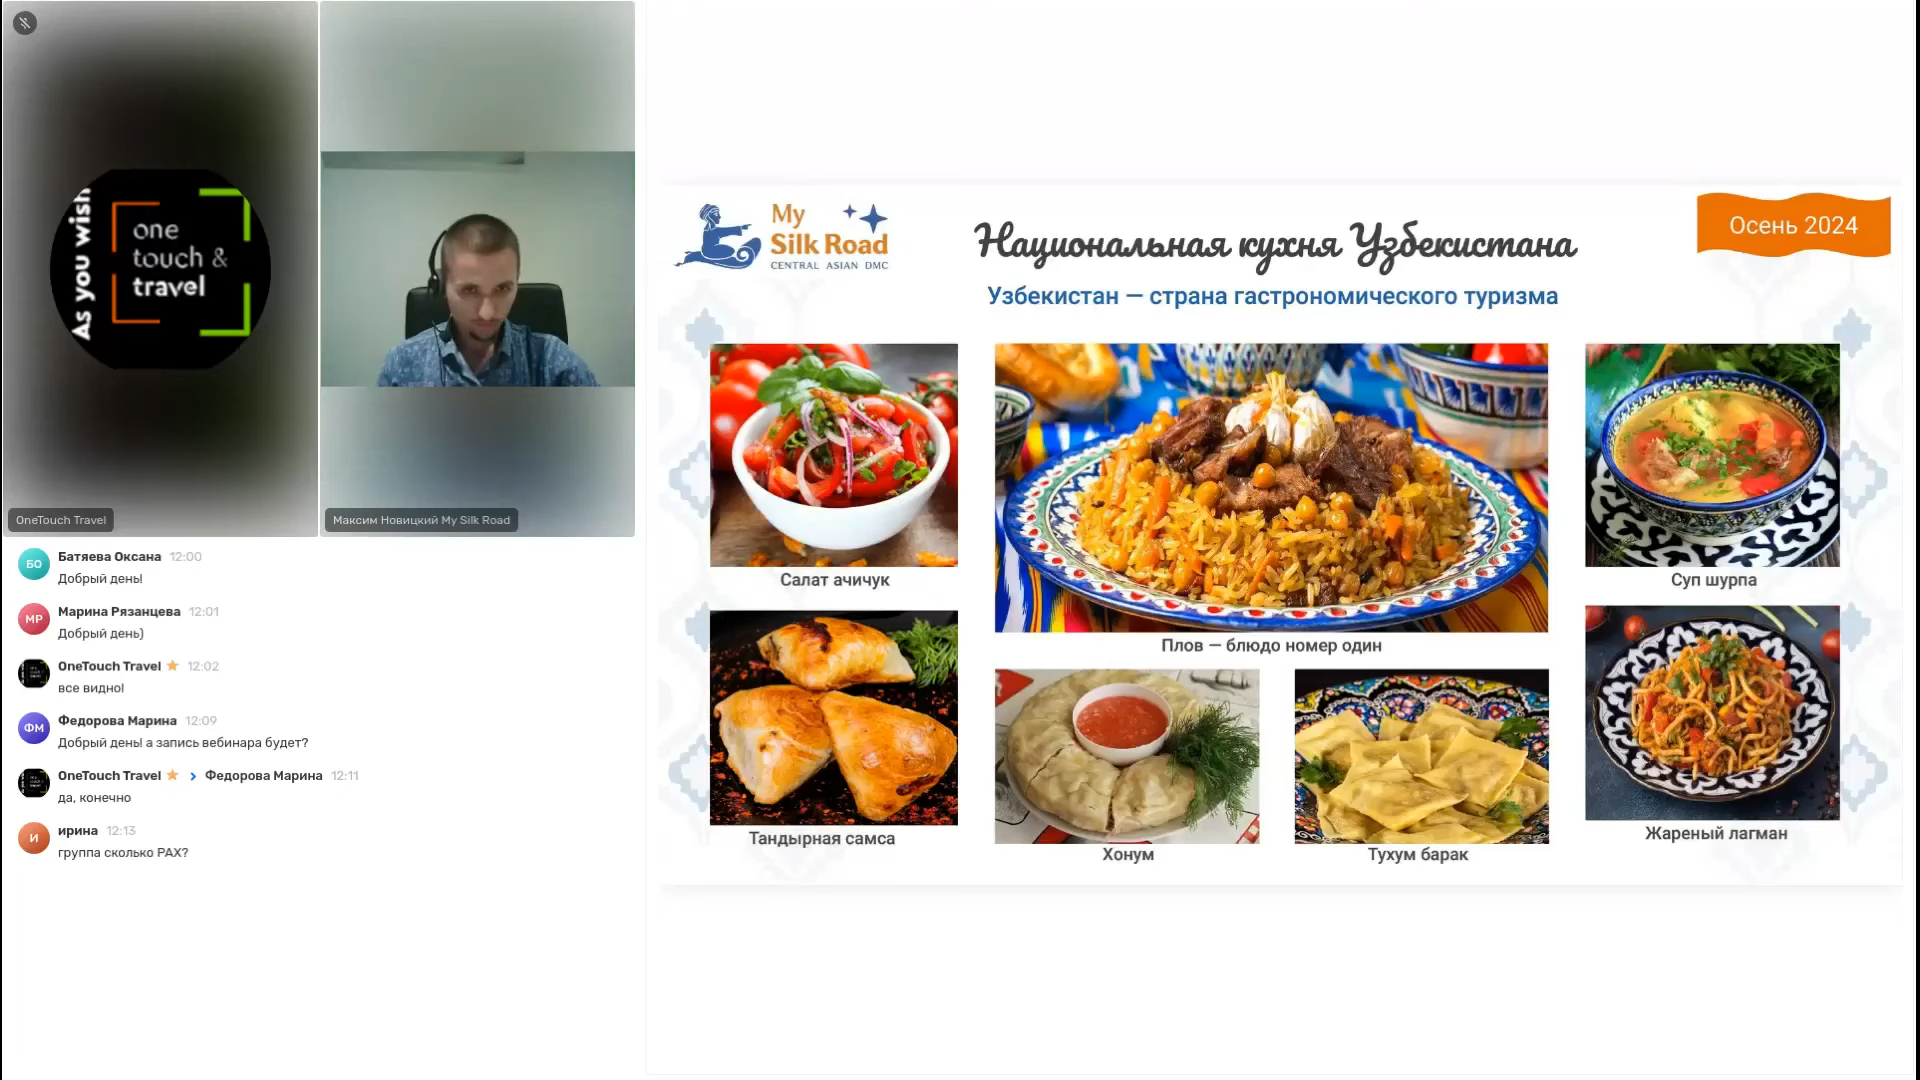 As you wish
one
touch &
travel
OneTouch Travel
Максим Новицкий My Silk Road
БО
Батяева Оксана 12:00
Добрый день!
МР
Марина Рязанцева 12:01
Добрый день)
OneTouch Travel 12:02
все видно!
ФМ
Федорова Марина 12:09
Добрый день! а запись вебинара будет?
OneTouch Travel Федорова Марина 12:11
да, конечно
И
ирина 12:13
группа сколько РАХ?
My
Silk Road
CENTRAL ASIAN DMC
Национальная кухня Узбекистана
Осень 2024
Узбекистан — страна гастрономического туризма
Салат ачичук
Плов — блюдо номер один
Суп шурпа
Тандырная самса
Хонум
Тухум барак
Жареный лагман